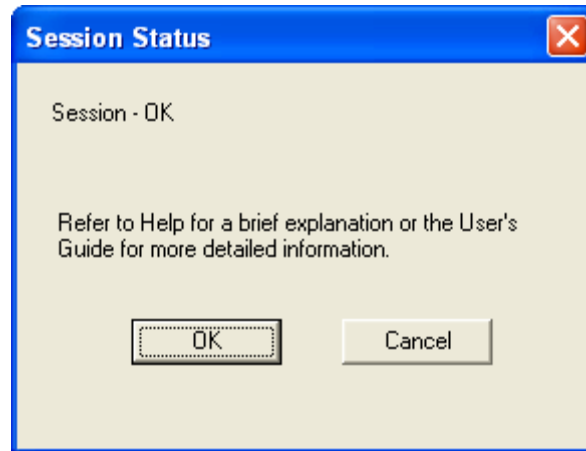 Session Status
Session - OK
Refer to Help for a brief explanation or the User's
Guide for more detailed information.
OK
Cancel